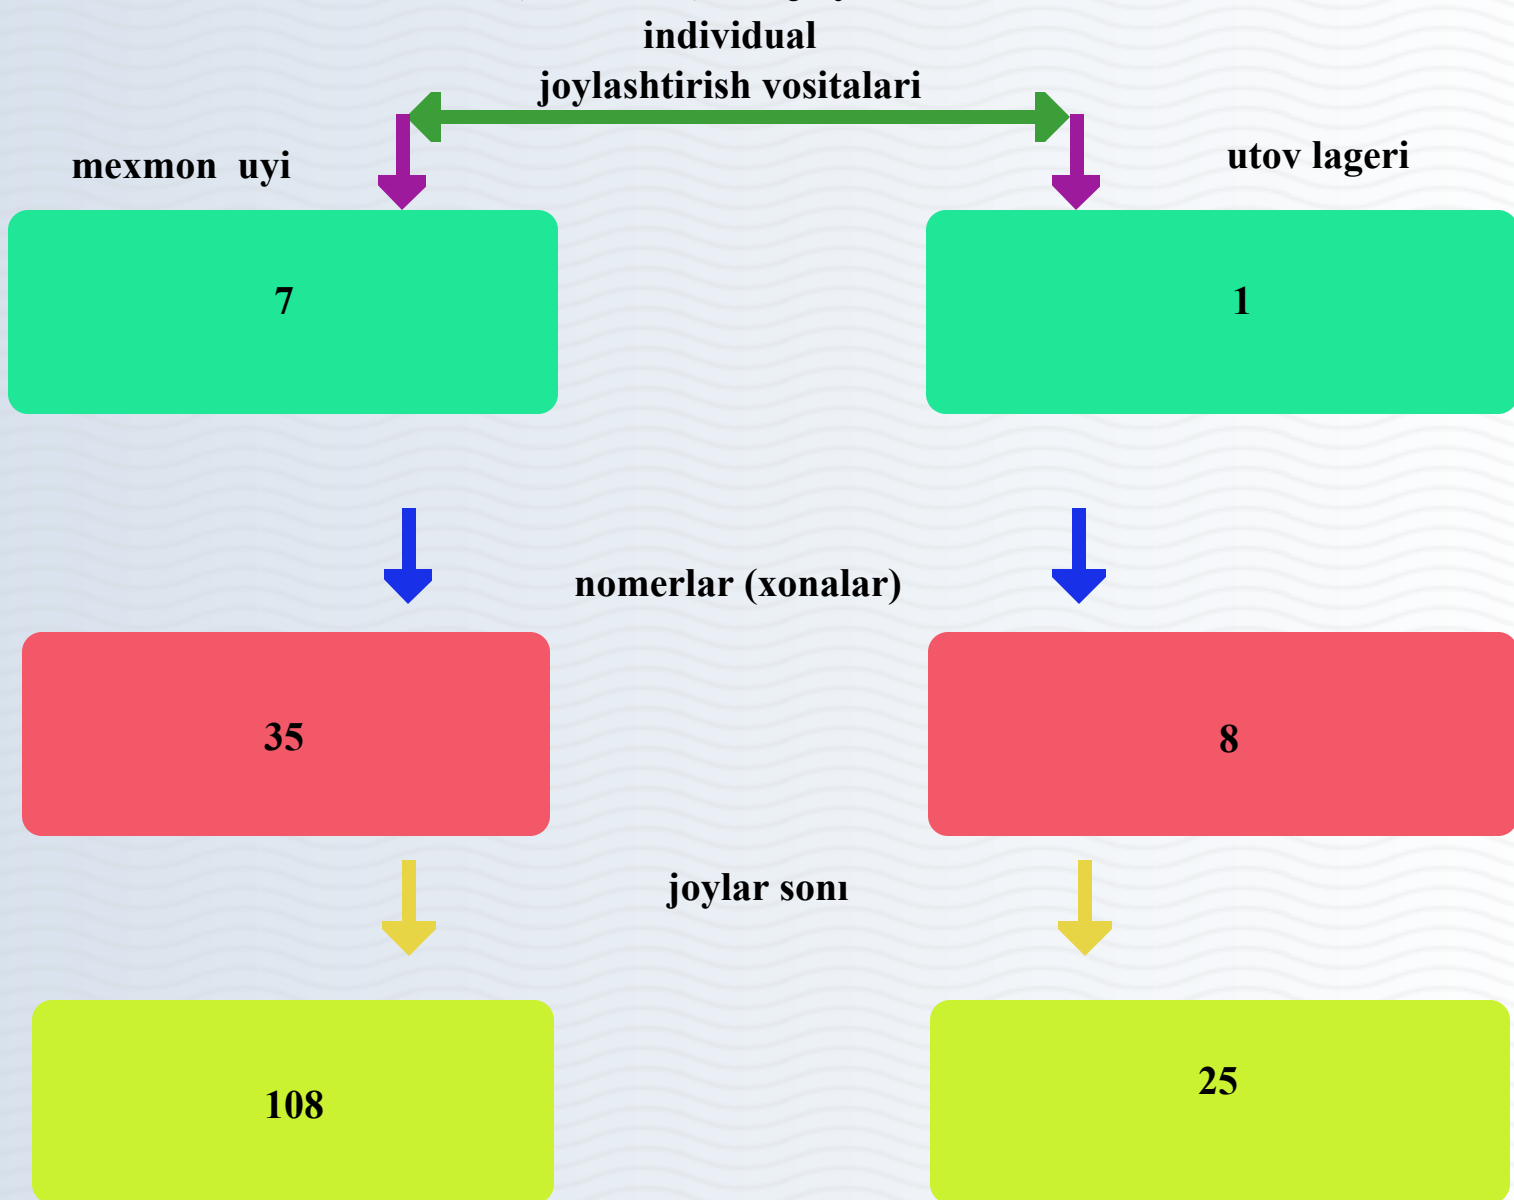 individual
joylashtirish vositalari
mexmon uyi
utov lageri
7
1
nomerlar (xonalar)
35
8
joylar sonı
108
25